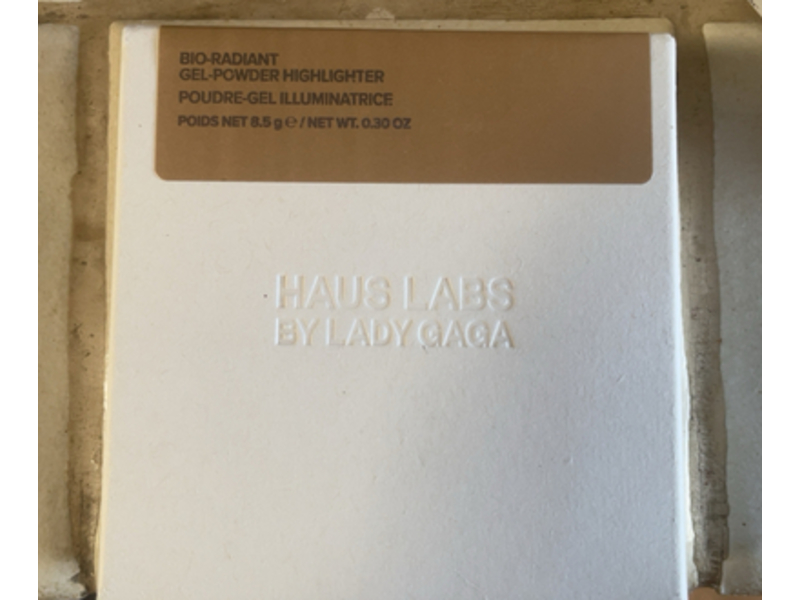 BIO-RADIANT
GEL-POWDER HIGHLIGHTER
POUDRE-GEL ILLUMINATRICE
POIDS NET 8.5 g ℮ / NET WT. 0.30 OZ
HAUS LABS
BY LADY GAGA